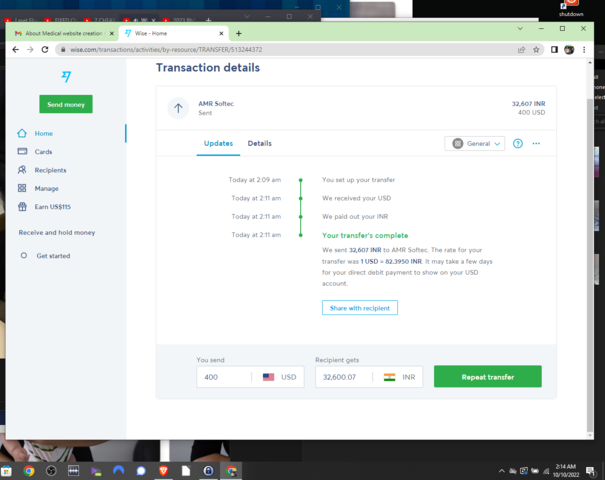 shutdown
About Medical website creation
Wise - Home
wise.com/transactions/activities/by-resource/TRANSFER/513244372
Transaction details
Send money
Home
Cards
Recipients
Manage
Earn US$115
Receive and hold money
Get started
AMR Softec
Sent
32,607 INR
400 USD
Updates
Details
General
Today at 2:09 am
You set up your transfer
Today at 2:11 am
We received your USD
Today at 2:11 am
We paid out your INR
Today at 2:11 am
Your transfer's complete
We sent 32,607 INR to AMR Softec. The rate for your
transfer was 1 USD = 82.3950 INR. It may take a few days
for your direct debit payment to show on your USD
account.
Share with recipient
You send
Recipient gets
400
USD
32,600.07
INR
Repeat transfer
2:14 AM
10/10/2022